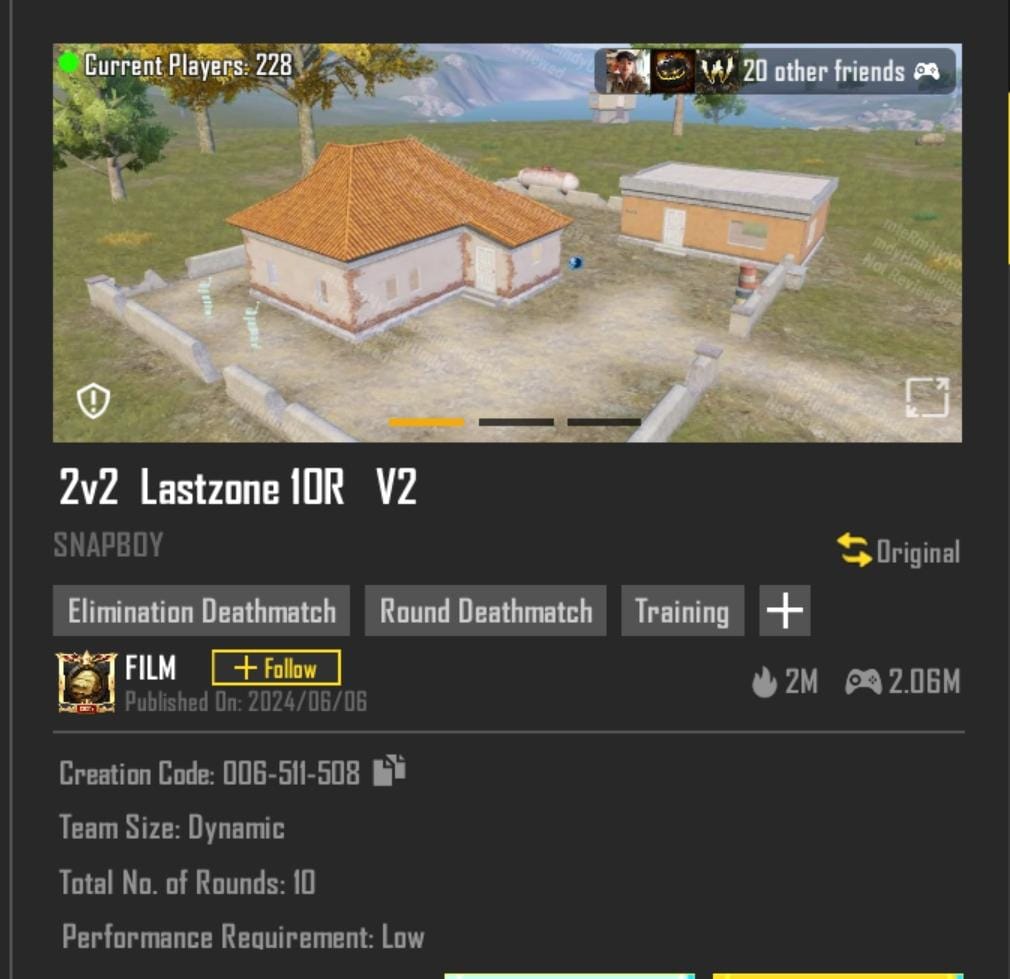 Current Players: 228
20 other friends
2v2 Lastzone 10R V2
SNAPBOY
Original
Elimination Deathmatch
Round Deathmatch
Training
FILM
+ Follow
Published On: 2024/06/06
2M
2.06M
Creation Code: 006-511-508
Team Size: Dynamic
Total No. of Rounds: 10
Performance Requirement: Low